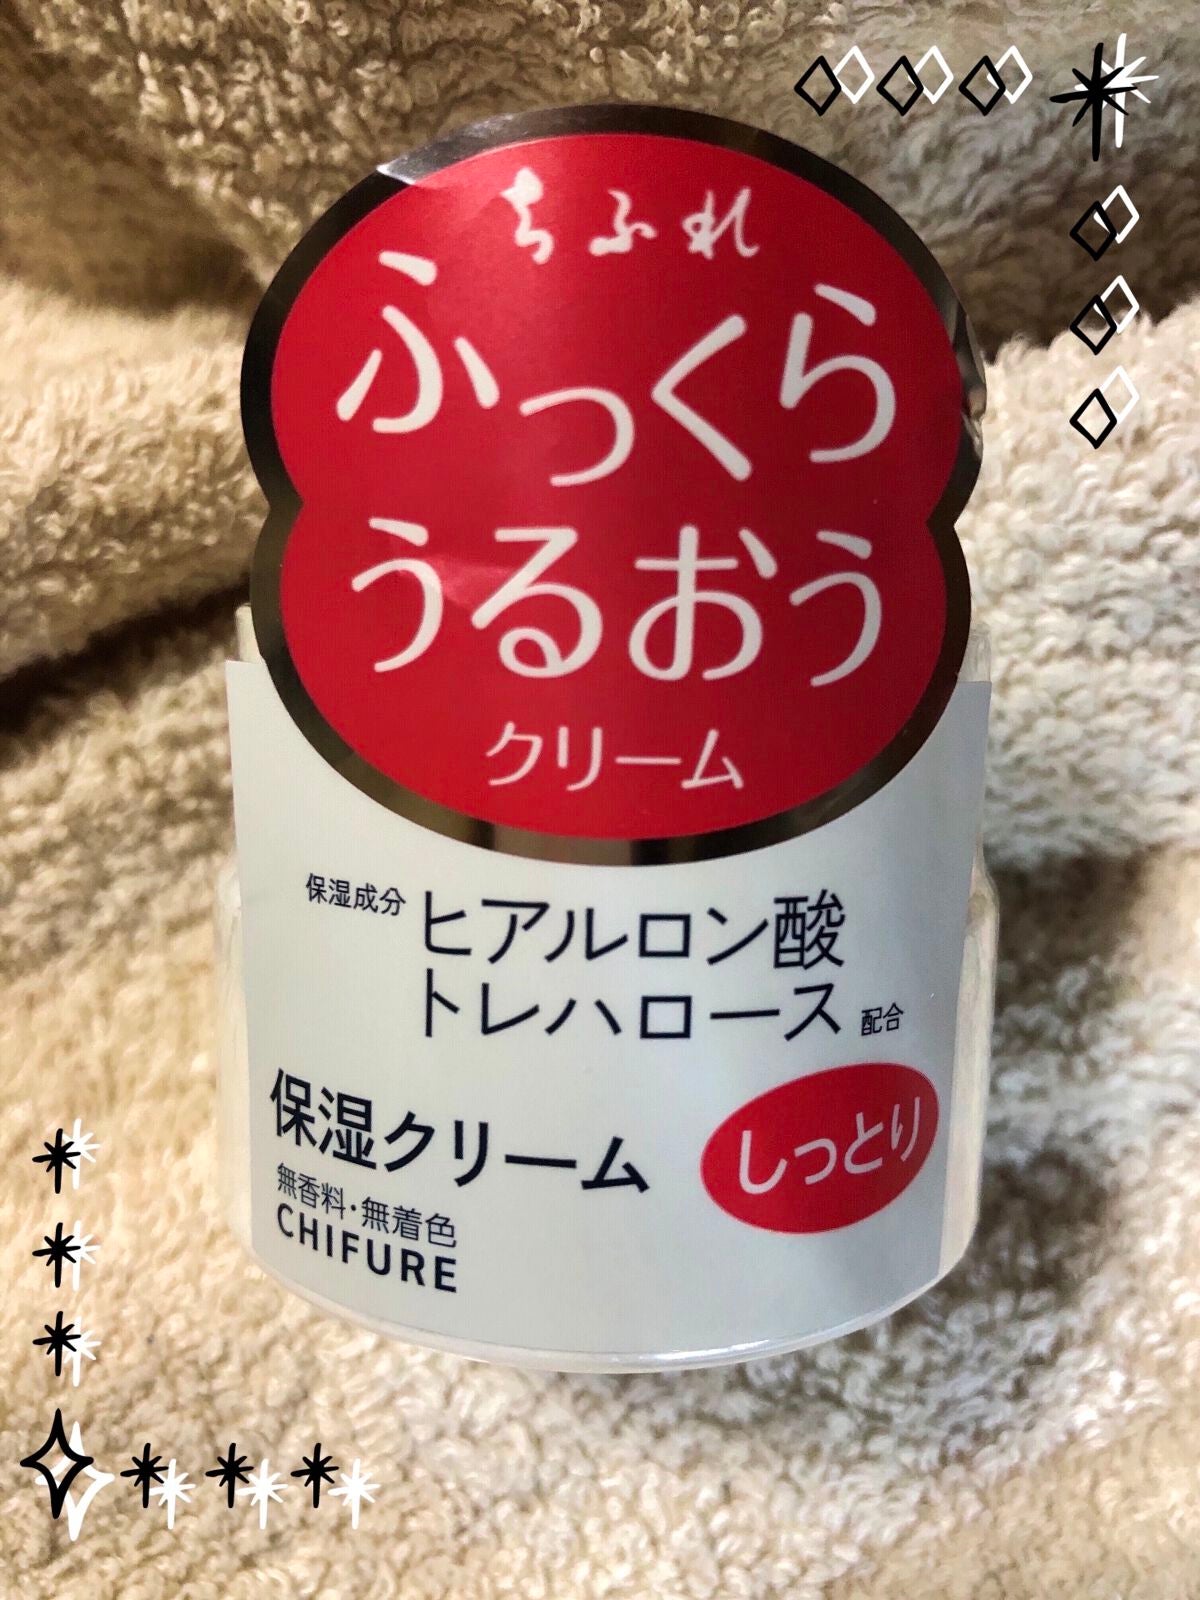 ちふれ
ふっくら
うるおう
クリーム
保湿成分 ヒアルロン酸
トレハロース 配合
保湿クリーム しっとり
無香料・無着色
CHIFURE